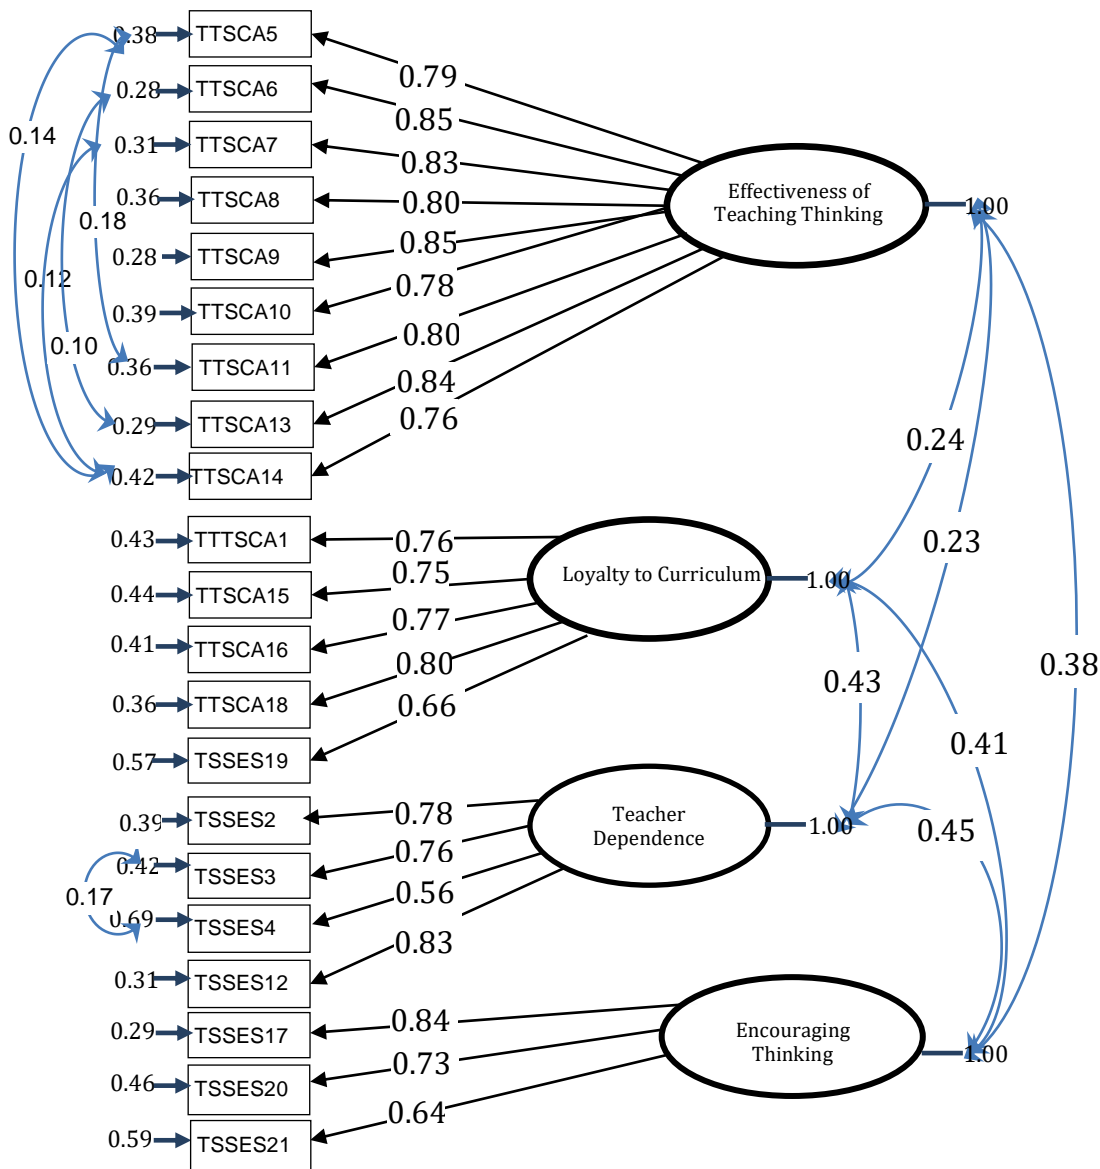 0.38 TTSCA5
0.79
0.28 TTSCA6
0.85
0.14
0.31 TTSCA7
0.83
0.36 TTSCA8
0.80
Effectiveness of
Teaching Thinking
1.00
0.18
0.28 TTSCA9
0.85
0.12
0.39 TTSCA10
0.78
0.10
0.36 TTSCA11
0.80
0.29 TTSCA13
0.84
0.76
0.42 TTSCA14
0.24
0.43 TTTSCA1
0.76
0.23
0.75
Loyalty to Curriculum
1.00
0.44 TTSCA15
0.77
0.41 TTSCA16
0.80
0.38
0.43
0.36 TTSCA18
0.66
0.41
0.57 TSSES19
0.39 TSSES2
0.78
Teacher
Dependence
1.00
0.45
0.42 TSSES3
0.76
0.17
0.56
0.69 TSSES4
0.83
0.31 TSSES12
0.29 TSSES17
0.84
Encouraging
Thinking
1.00
0.73
0.46 TSSES20
0.64
0.59 TSSES21